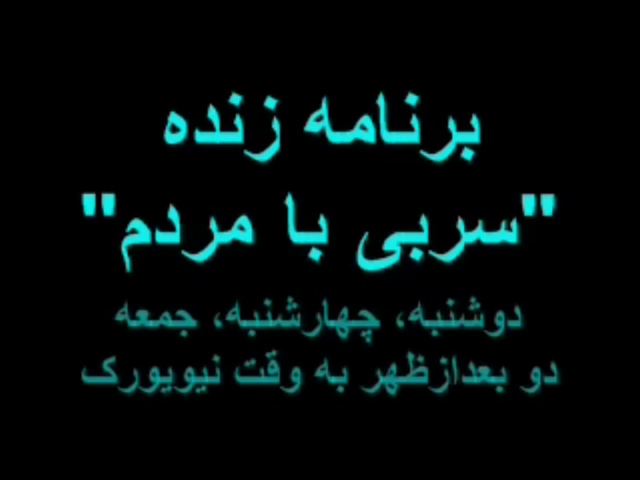 برنامه زنده
"سربی با مردم"
دوشنبه، چهارشنبه، جمعه
دو بعدازظهر به وقت نیویورک